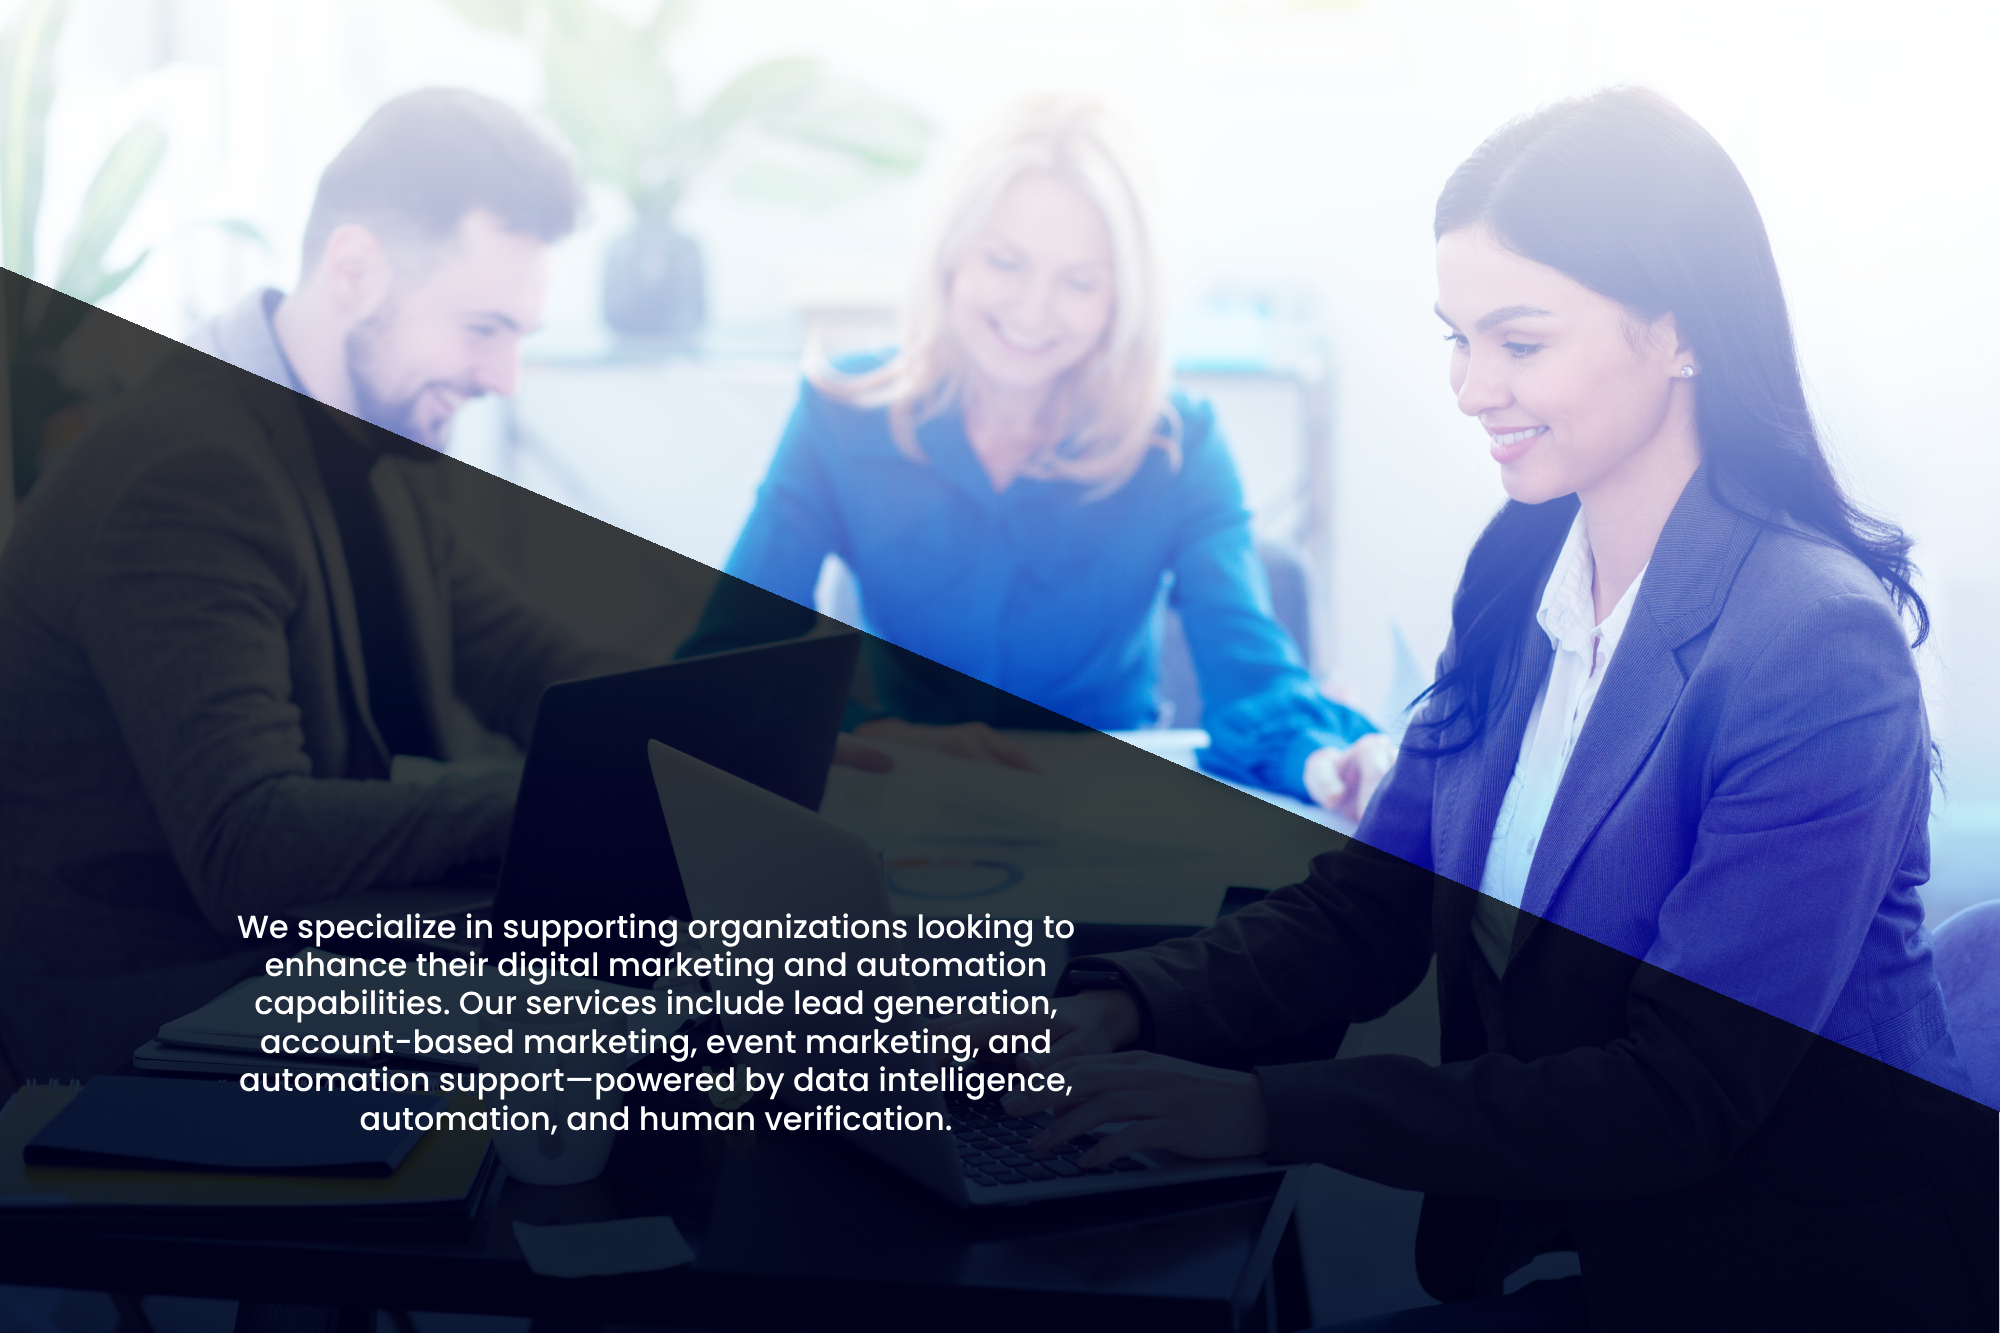 We specialize in supporting organizations looking to
enhance their digital marketing and automation
capabilities. Our services include lead generation,
account-based marketing, event marketing, and
automation support—powered by data intelligence,
automation, and human verification.